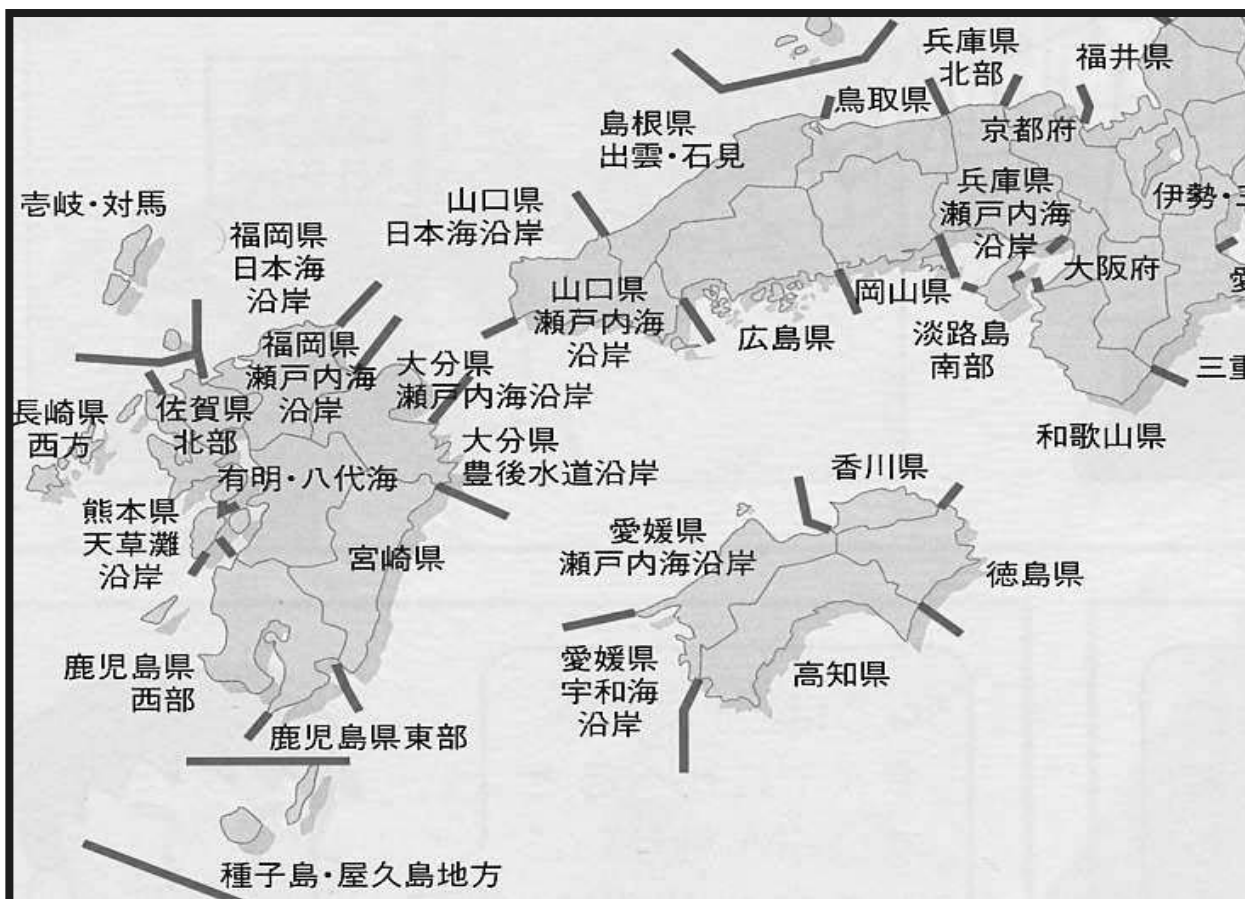 兵庫県
北部
福井県
鳥取県
島根県
出雲・石見
京都府
兵庫県
瀬戸内海
沿岸
伊勢・三
壱岐・対馬
山口県
日本海沿岸
福岡県
日本海
沿岸
大阪府
愛
山口県
瀬戸内海
沿岸
岡山県
広島県
淡路島
南部
福岡県
瀬戸内海
沿岸
大分県
瀬戸内海沿岸
三重
長崎県
西方
佐賀県
北部
大分県
豊後水道沿岸
和歌山県
有明・八代海
香川県
熊本県
天草灘
沿岸
宮崎県
愛媛県
瀬戸内海沿岸
徳島県
鹿児島県
西部
愛媛県
宇和海
沿岸
高知県
鹿児島県東部
種子島・屋久島地方